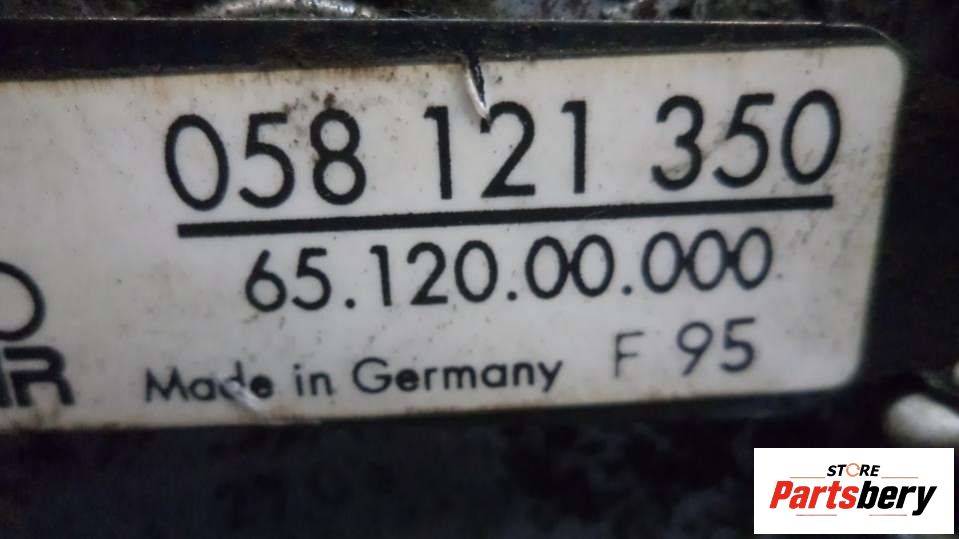 058 121 350
65.120.00.000
Made in Germany F 95
STORE
Partsbery